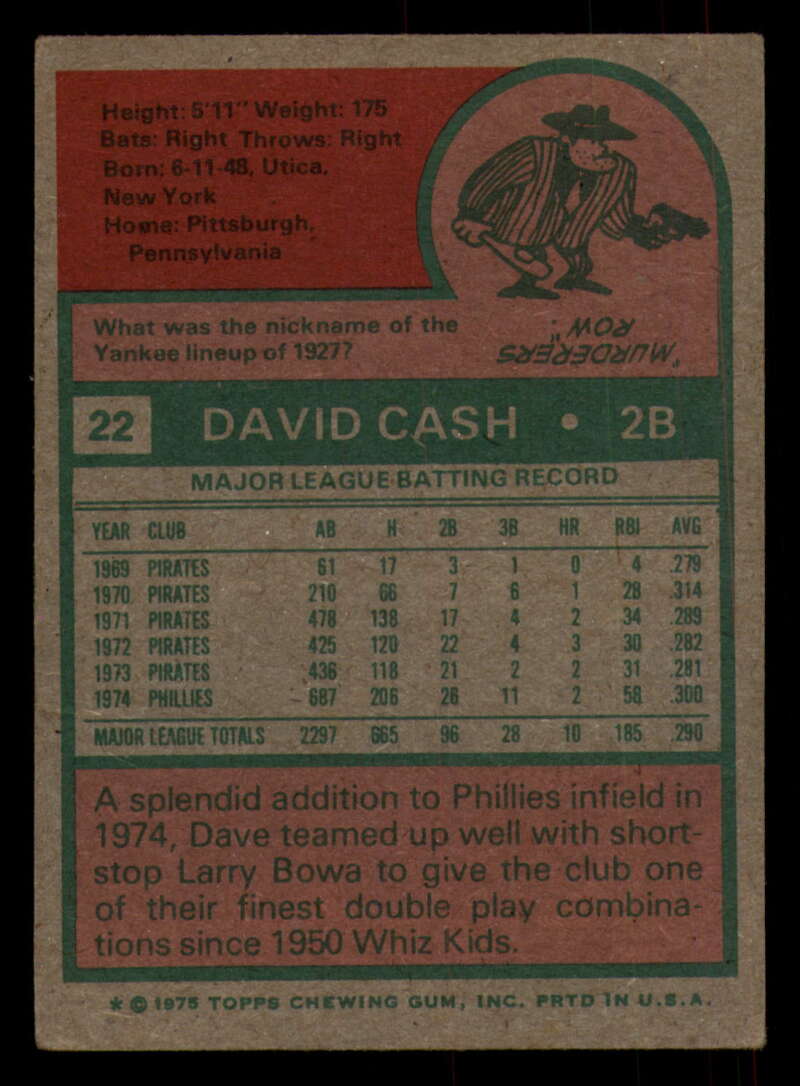 Height: 5'11" Weight: 175
Bats: Right Throws: Right
Born: 6-11-48, Utica,
New York
Home: Pittsburgh,
Pennsylvania
What was the nickname of the
Yankee lineup of 1927?
"MURDERERS
ROW".
22 DAVID CASH • 2B
MAJOR LEAGUE BATTING RECORD
YEAR CLUB AB H 2B 3B HR RBI AVG
1969 PIRATES 61 17 3 1 0 4 .279
1970 PIRATES 210 66 7 6 1 28 .314
1971 PIRATES 478 138 17 4 2 34 .289
1972 PIRATES 425 120 22 4 3 30 .282
1973 PIRATES 436 118 21 2 2 31 .281
1974 PHILLIES 687 206 26 11 2 58 .300
MAJOR LEAGUE TOTALS 2297 665 96 28 10 185 .290
A splendid addition to Phillies infield in
1974, Dave teamed up well with short-
stop Larry Bowa to give the club one
of their finest double play combina-
tions since 1950 Whiz Kids.
* © 1975 TOPPS CHEWING GUM, INC. PRTD IN U.S.A.